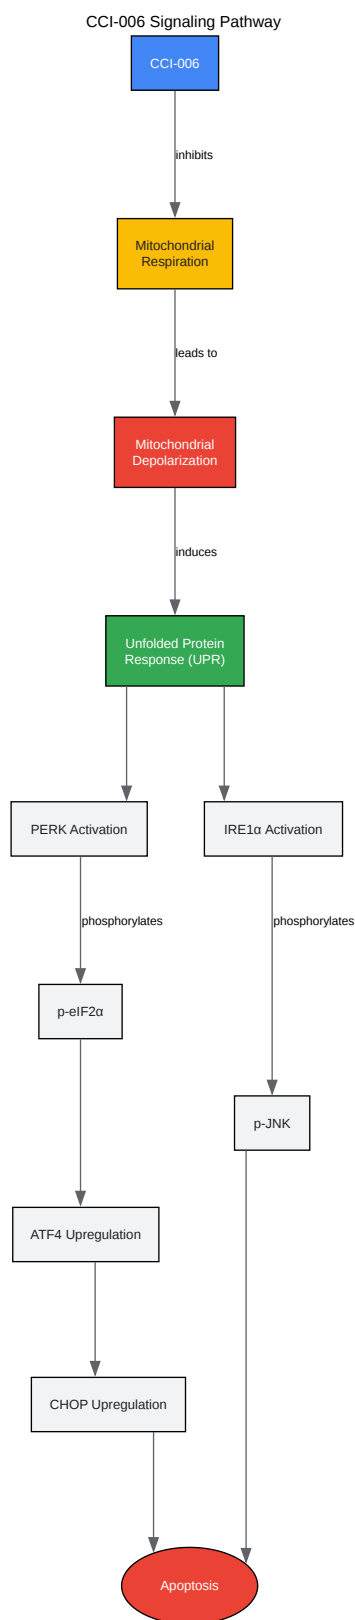 CCI-006 Signaling Pathway
CCI-006
inhibits
Mitochondrial
Respiration
leads to
Mitochondrial
Depolarization
induces
Unfolded Protein
Response (UPR)
PERK Activation
IRE1α Activation
phosphorylates
phosphorylates
p-eIF2α
p-JNK
ATF4 Upregulation
CHOP Upregulation
Apoptosis